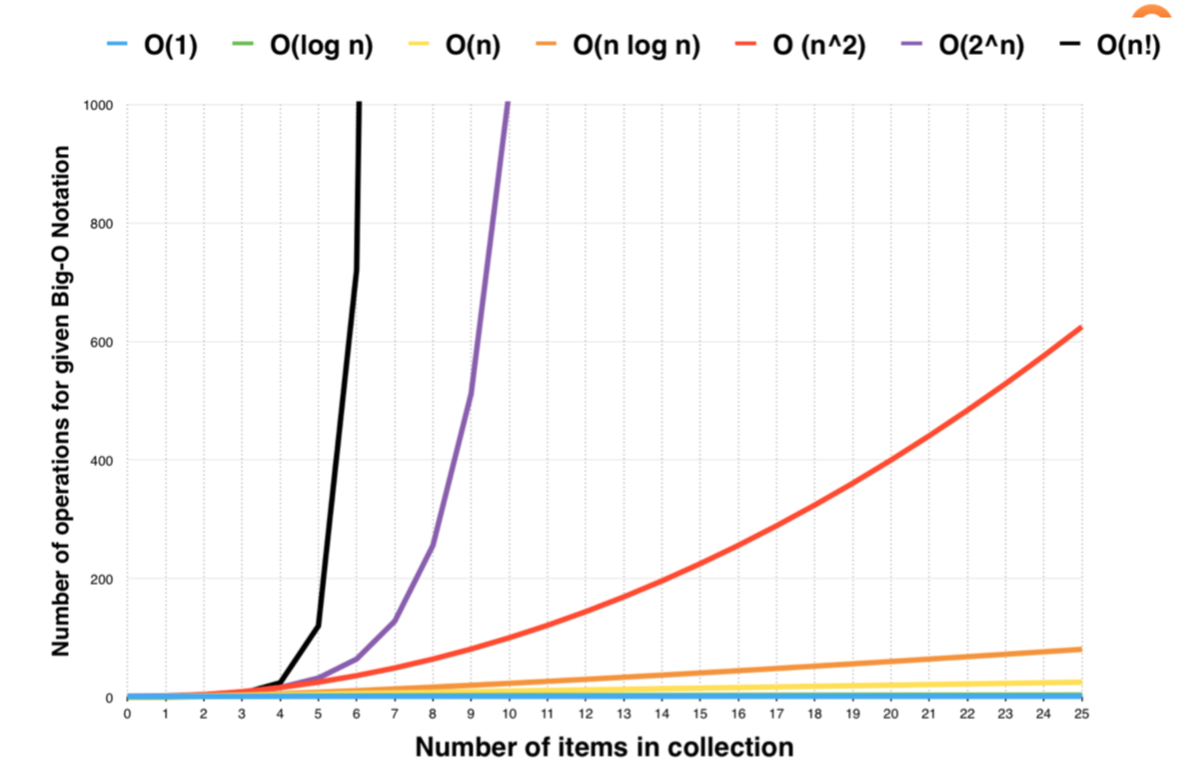 O(1) O(log n) O(n) O(n log n) O (n^2) O(2^n) O(n!)
Number of operations for given Big-O Notation
1000
800
600
400
200
0
0 1 2 3 4 5 6 7 8 9 10 11 12 13 14 15 16 17 18 19 20 21 22 23 24 25
Number of items in collection